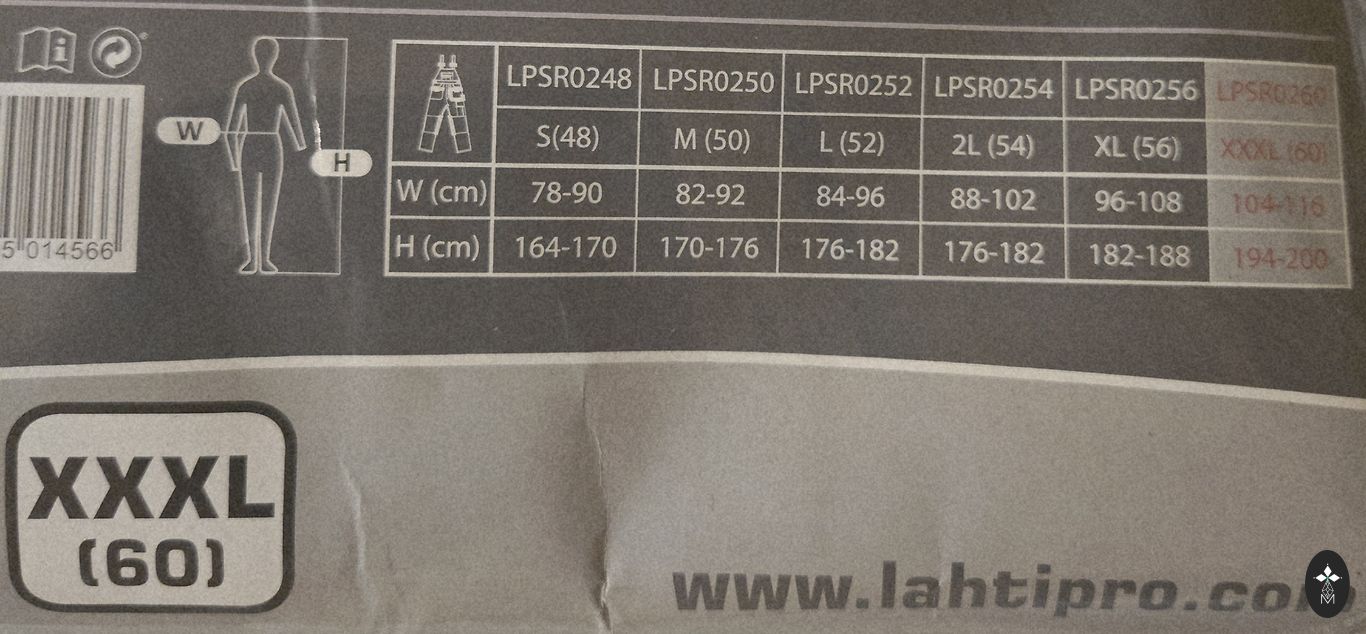 W
H
LPSR0248 LPSR0250 LPSR0252 LPSR0254 LPSR0256 LPSR0260
S(48) M (50) L (52) 2L (54) XL (56) XXXL (60)
W (cm) 78-90 82-92 84-96 88-102 96-108 104-116
H (cm) 164-170 170-176 176-182 176-182 182-188 194-200
5 014566
XXXL
(60)
www.lahtipro.co
M